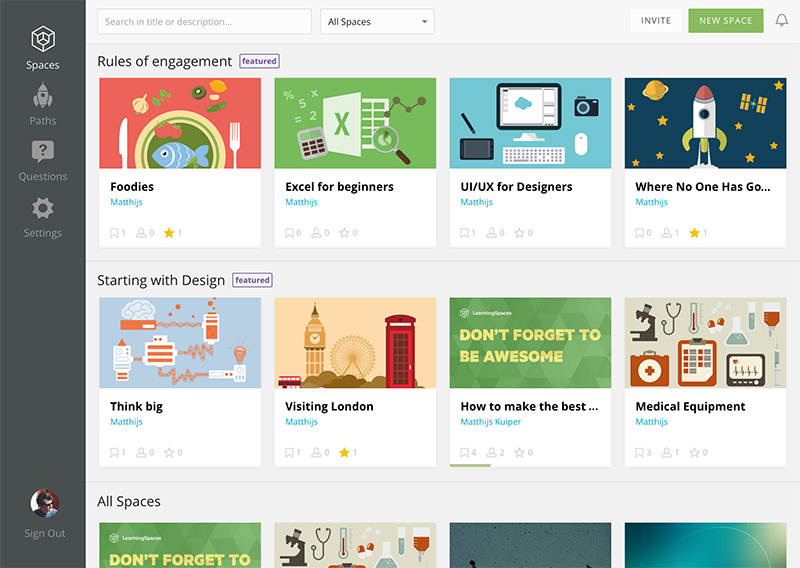 Search in title or description...
All Spaces
INVITE
NEW SPACE
Spaces
Paths
Questions
Settings
Sign Out
Rules of engagement featured
% 5 x
= 2
X
Foodies
Matthijs
1 0 1
Excel for beginners
Matthijs
0 0 0
UI/UX for Designers
Matthijs
1 0 0
Where No One Has Go...
Matthijs
0 1 1
Starting with Design featured
Think big
Matthijs
1 0 0
Visiting London
Matthijs
1 0 1
LearningSpaces
DON'T FORGET TO
BE AWESOME
How to make the best ...
Matthijs Kuiper
4 2 0
Medical Equipment
Matthijs
3 1 0
All Spaces
LearningSpaces
DON'T FORGET TO